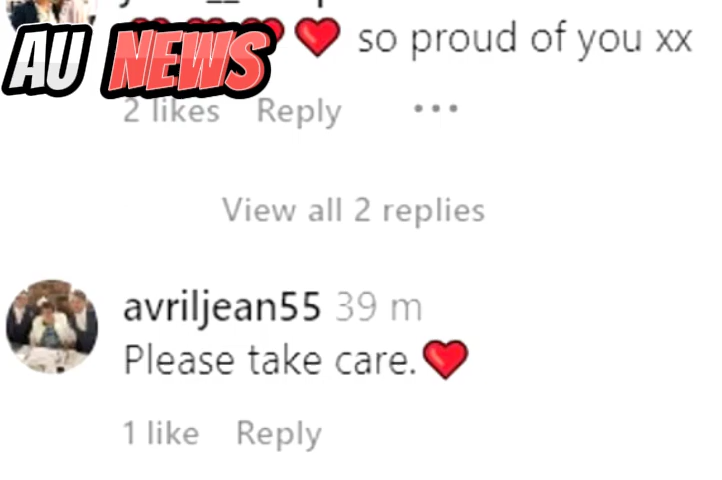 ❤️ so proud of you xx
AU NEWS
2 likes Reply •••
View all 2 replies
avriljean55 39 m
Please take care.❤️
1 like Reply